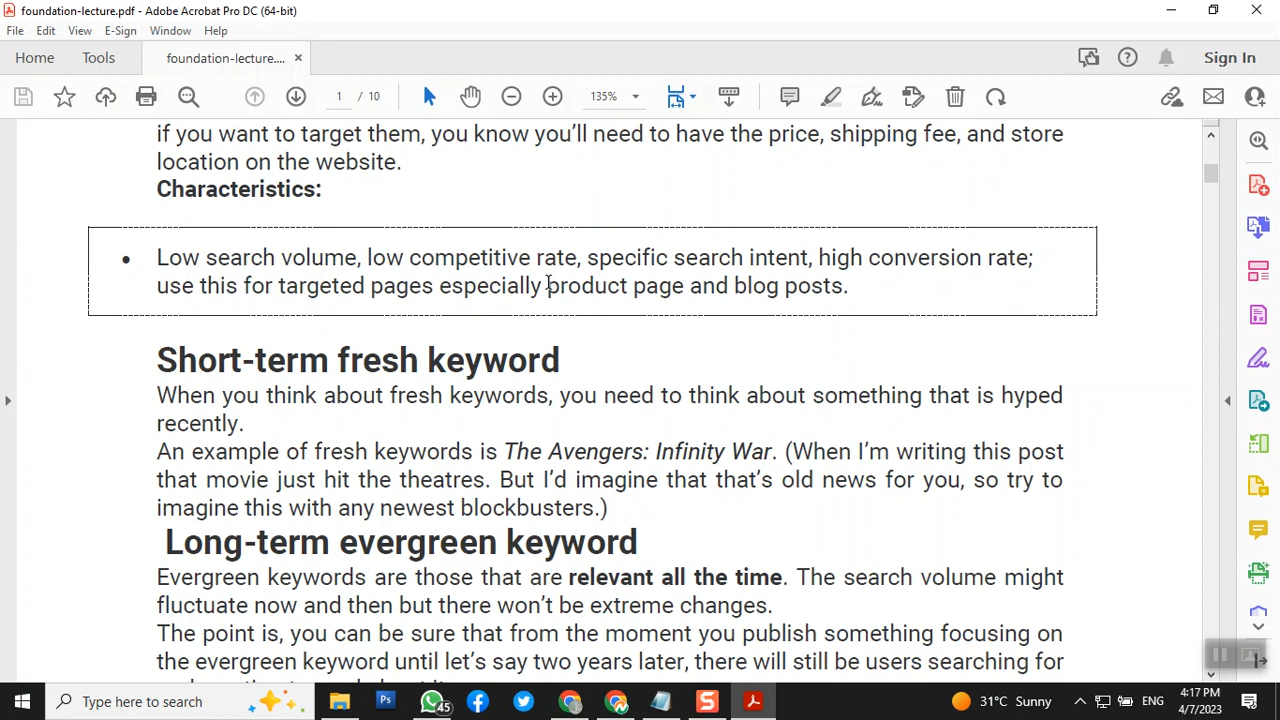 foundation-lecture.pdf - Adobe Acrobat Pro DC (64-bit)
File Edit View E-Sign Window Help
Home Tools foundation-lecture.... × Sign In
1 / 10 135%
if you want to target them, you know you’ll need to have the price, shipping fee, and store
location on the website.
Characteristics:
• Low search volume, low competitive rate, specific search intent, high conversion rate;
use this for targeted pages especially product page and blog posts.
Short-term fresh keyword
When you think about fresh keywords, you need to think about something that is hyped
recently.
An example of fresh keywords is The Avengers: Infinity War. (When I’m writing this post
that movie just hit the theatres. But I’d imagine that that’s old news for you, so try to
imagine this with any newest blockbusters.)
Long-term evergreen keyword
Evergreen keywords are those that are relevant all the time. The search volume might
fluctuate now and then but there won’t be extreme changes.
The point is, you can be sure that from the moment you publish something focusing on
the evergreen keyword until let’s say two years later, there will still be users searching for
Type here to search Ps 45 31°C Sunny ENG 4:17 PM
4/7/2023